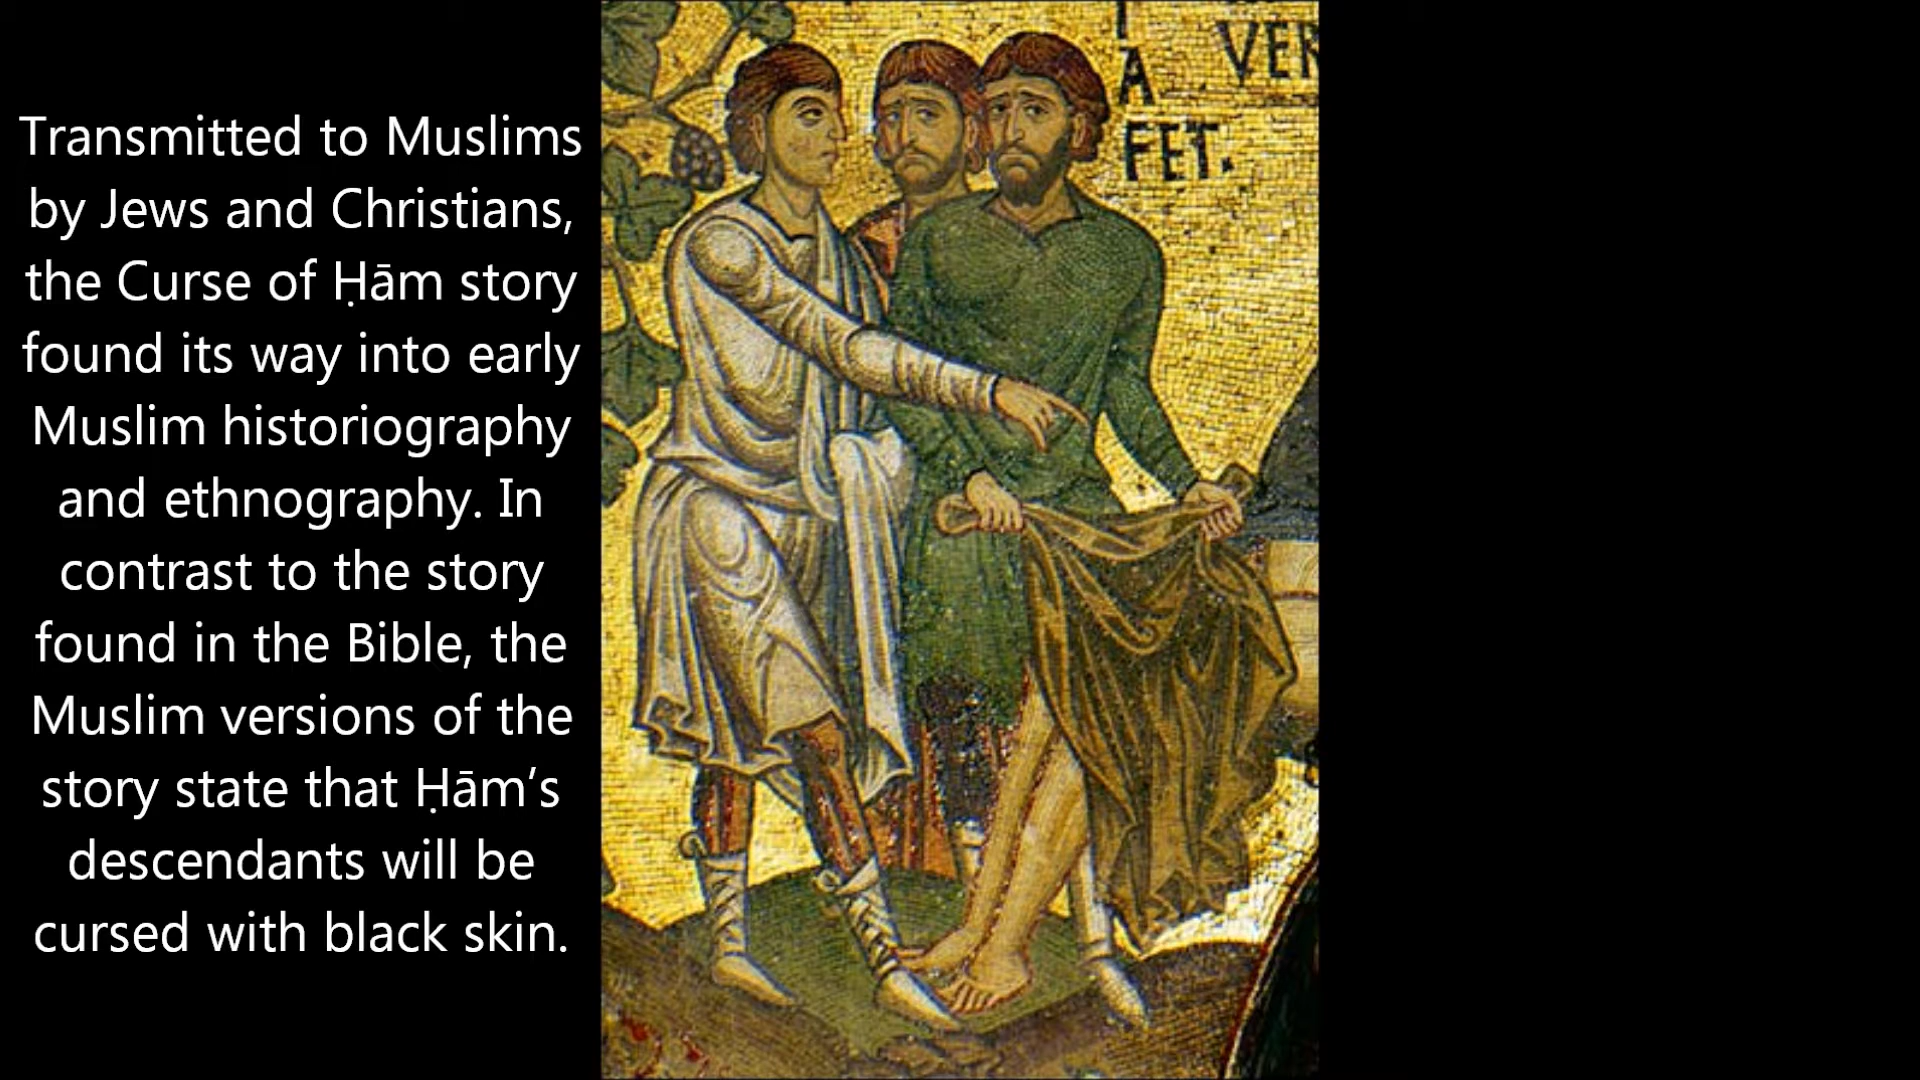 Transmitted to Muslims
by Jews and Christians,
the Curse of Ḥām story
found its way into early
Muslim historiography
and ethnography. In
contrast to the story
found in the Bible, the
Muslim versions of the
story state that Ḥām’s
descendants will be
cursed with black skin.
I
A
FET.
VER